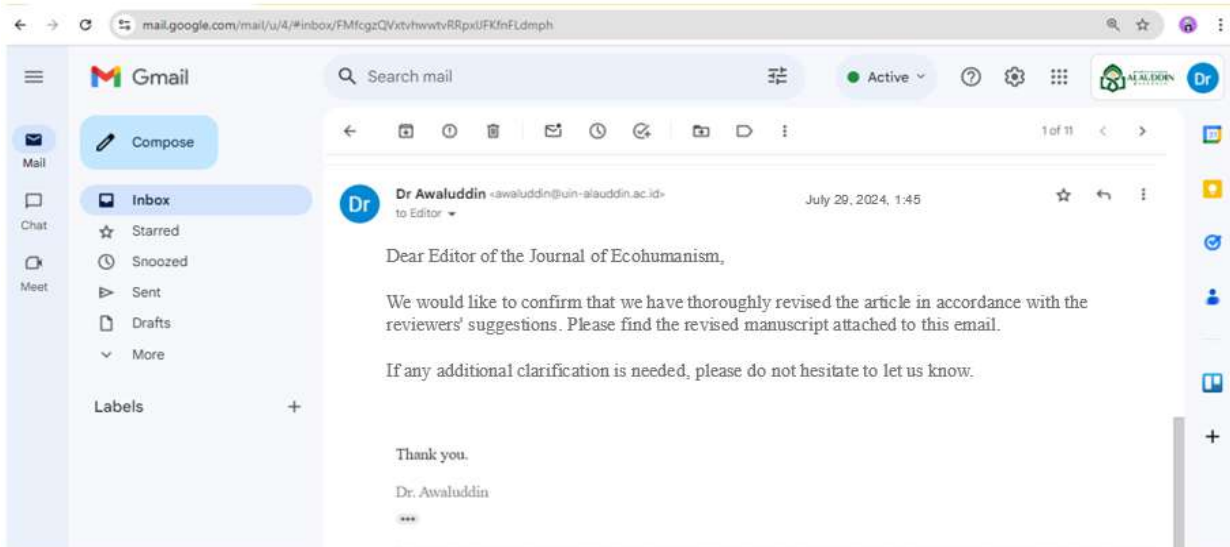 mail.google.com/mail/u/4/#inbox/FMfcgzQVxtvhwwtvRRpxUFKfnFLdmph
Gmail
Search mail
Active
ALAUDDIN
Dr
Mail
Chat
Meet
Compose
Inbox
Starred
Snoozed
Sent
Drafts
More
Labels
1 of 11
31
Dr
Dr Awaluddin <awaluddin@uin-alauddin.ac.id>
to Editor
July 29, 2024, 1:45
Dear Editor of the Journal of Ecohumanism,
We would like to confirm that we have thoroughly revised the article in accordance with the
reviewers' suggestions. Please find the revised manuscript attached to this email.
If any additional clarification is needed, please do not hesitate to let us know.
Thank you.
Dr. Awaluddin